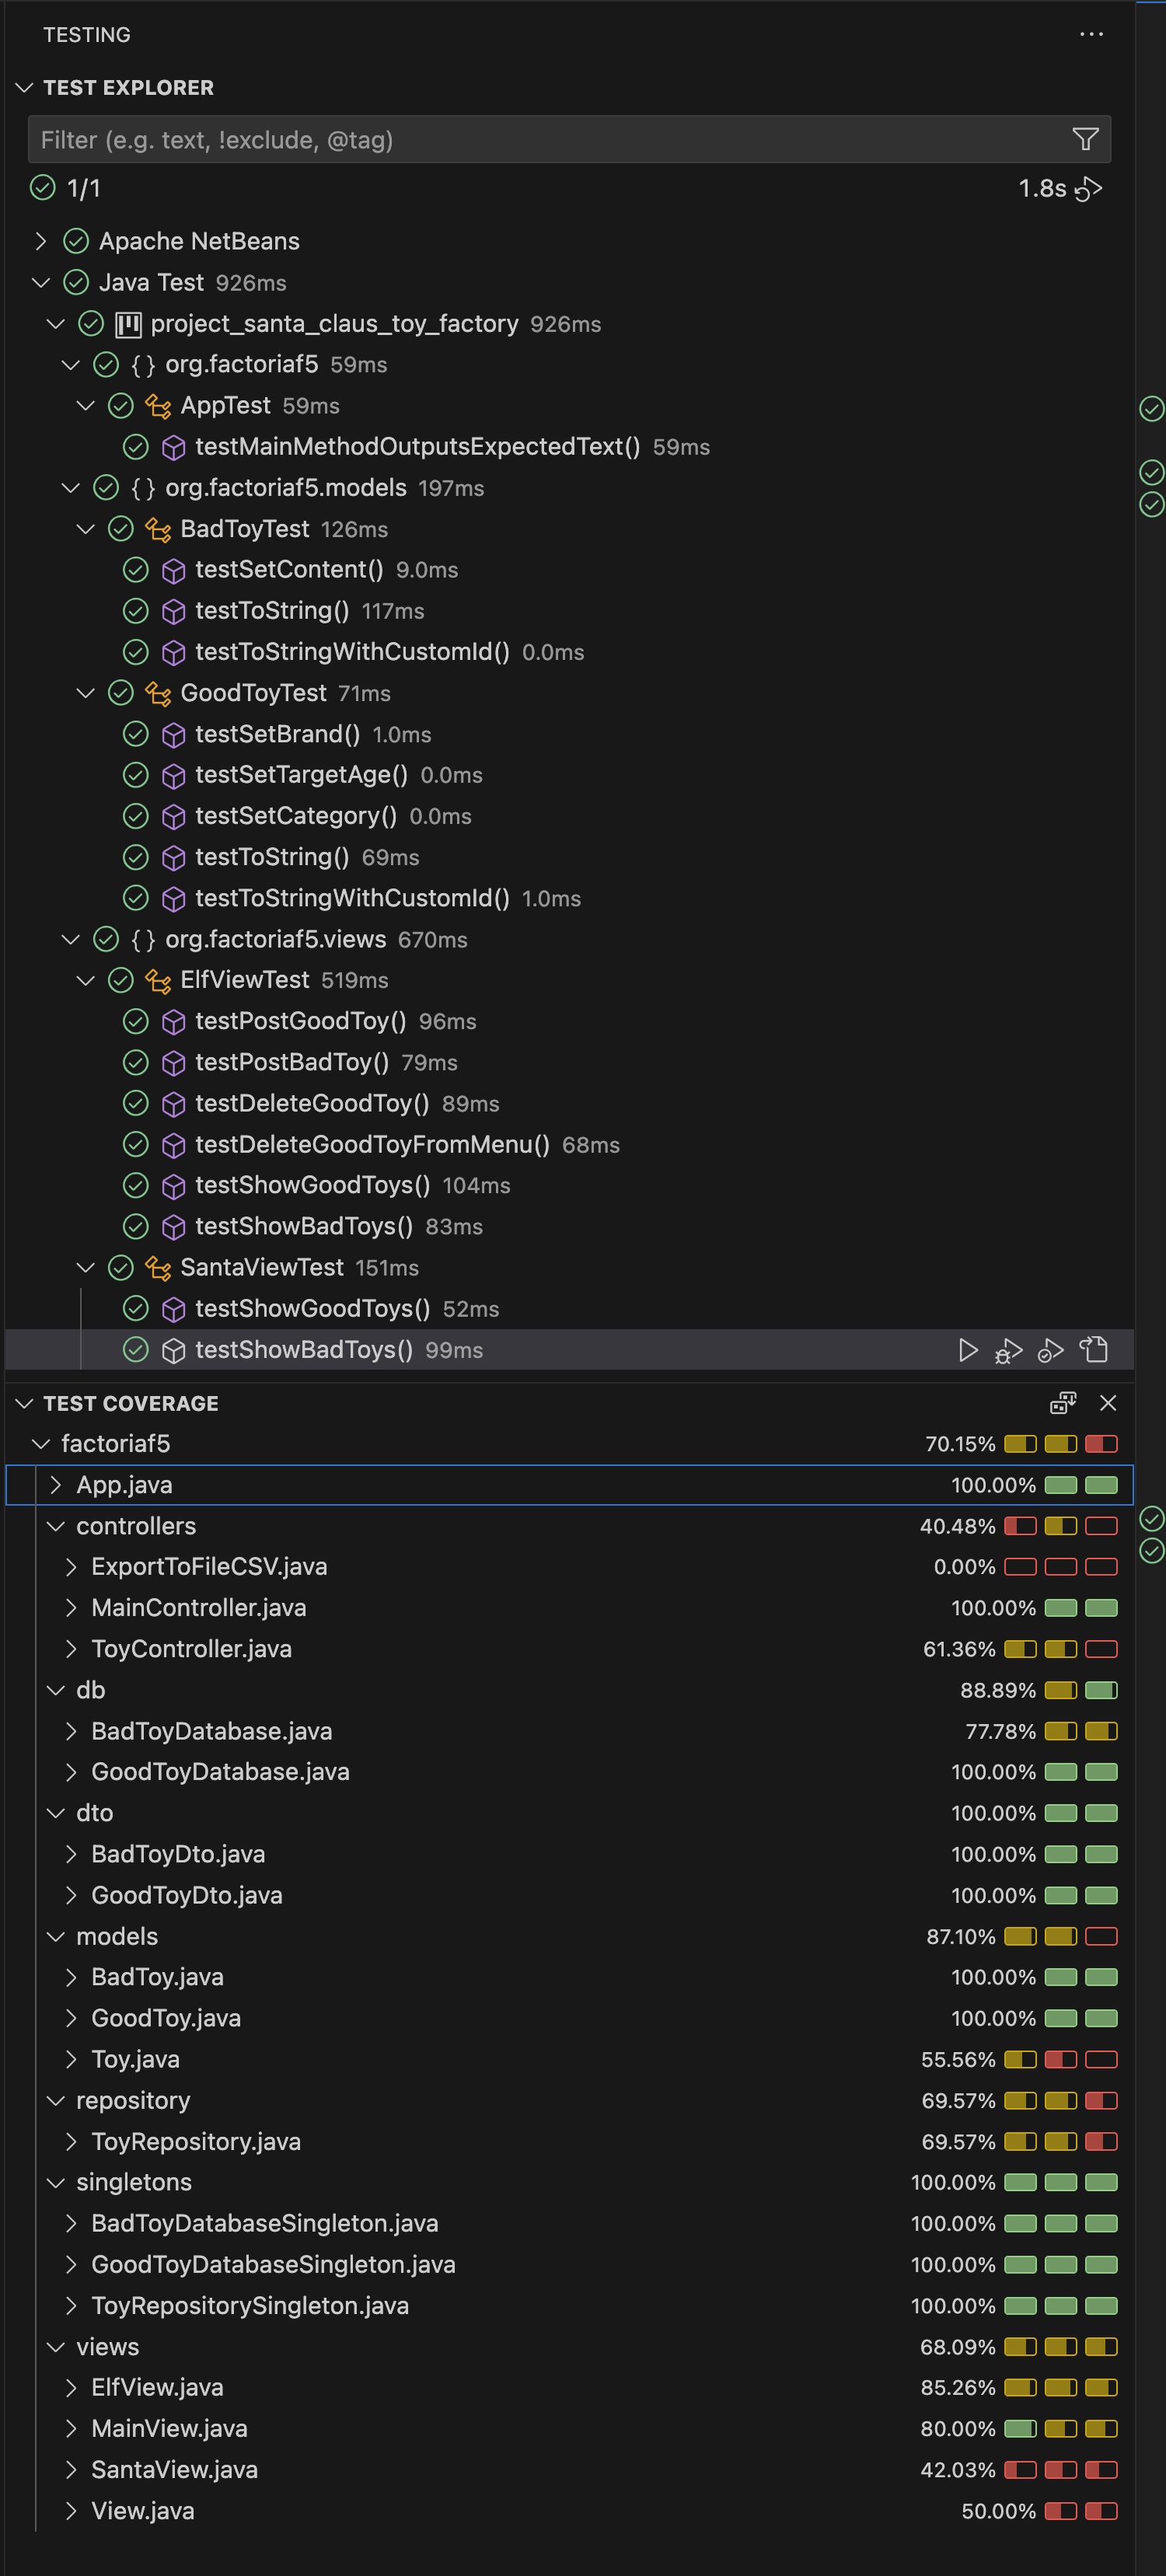 TESTING
TEST EXPLORER
Filter (e.g. text, !exclude, @tag)
1/1 1.8s
Apache NetBeans
Java Test 926ms
project_santa_claus_toy_factory 926ms
{} org.factoriaf5 59ms
AppTest 59ms
testMainMethodOutputsExpectedText() 59ms
{} org.factoriaf5.models 197ms
BadToyTest 126ms
testSetContent() 9.0ms
testToString() 117ms
testToStringWithCustomId() 0.0ms
GoodToyTest 71ms
testSetBrand() 1.0ms
testSetTargetAge() 0.0ms
testSetCategory() 0.0ms
testToString() 69ms
testToStringWithCustomId() 1.0ms
{} org.factoriaf5.views 670ms
ElfViewTest 519ms
testPostGoodToy() 96ms
testPostBadToy() 79ms
testDeleteGoodToy() 89ms
testDeleteGoodToyFromMenu() 68ms
testShowGoodToys() 104ms
testShowBadToys() 83ms
SantaViewTest 151ms
testShowGoodToys() 52ms
testShowBadToys() 99ms
TEST COVERAGE
factoriaf5 70.15%
App.java 100.00%
controllers 40.48%
ExportToFileCSV.java 0.00%
MainController.java 100.00%
ToyController.java 61.36%
db 88.89%
BadToyDatabase.java 77.78%
GoodToyDatabase.java 100.00%
dto 100.00%
BadToyDto.java 100.00%
GoodToyDto.java 100.00%
models 87.10%
BadToy.java 100.00%
GoodToy.java 100.00%
Toy.java 55.56%
repository 69.57%
ToyRepository.java 69.57%
singletons 100.00%
BadToyDatabaseSingleton.java 100.00%
GoodToyDatabaseSingleton.java 100.00%
ToyRepositorySingleton.java 100.00%
views 68.09%
ElfView.java 85.26%
MainView.java 80.00%
SantaView.java 42.03%
View.java 50.00%